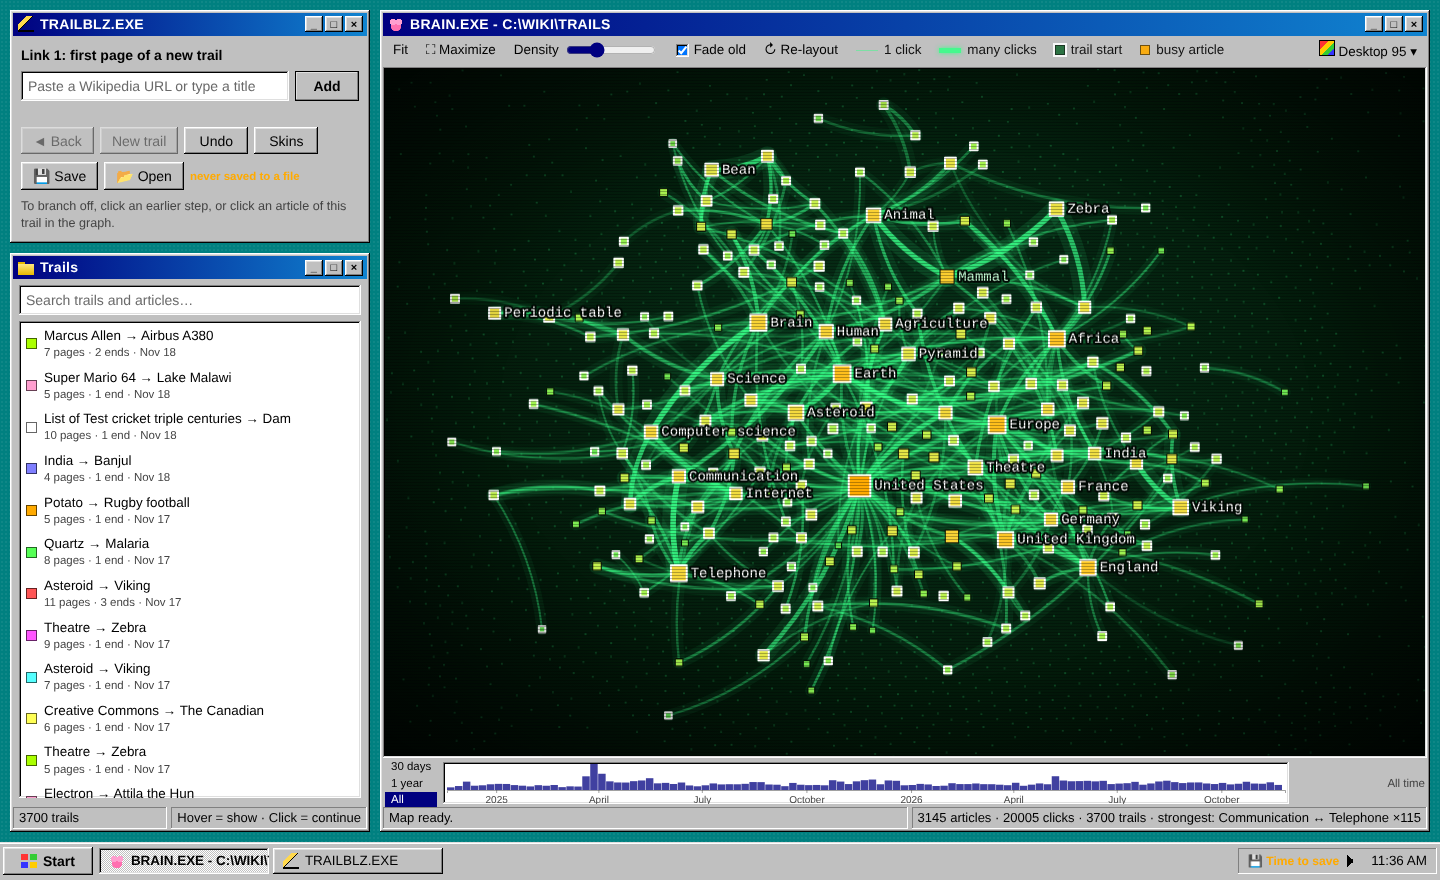 TRAILBLZ.EXE
Link 1: first page of a new trail
Paste a Wikipedia URL or type a title
Add
◄ Back
New trail
Undo
Skins
Save
Open
never saved to a file
To branch off, click an earlier step, or click an article of this
trail in the graph.
Trails
Search trails and articles…
Marcus Allen → Airbus A380
7 pages · 2 ends · Nov 18
Super Mario 64 → Lake Malawi
5 pages · 1 end · Nov 18
List of Test cricket triple centuries → Dam
10 pages · 1 end · Nov 18
India → Banjul
4 pages · 1 end · Nov 18
Potato → Rugby football
5 pages · 1 end · Nov 17
Quartz → Malaria
8 pages · 1 end · Nov 17
Asteroid → Viking
11 pages · 3 ends · Nov 17
Theatre → Zebra
9 pages · 1 end · Nov 17
Asteroid → Viking
7 pages · 1 end · Nov 17
Creative Commons → The Canadian
6 pages · 1 end · Nov 17
Theatre → Zebra
5 pages · 1 end · Nov 17
Electron → Attila the Hun
3700 trails
Hover = show · Click = continue
BRAIN.EXE - C:\WIKI\TRAILS
Fit
Maximize
Density
Fade old
Re-layout
1 click
many clicks
trail start
busy article
Desktop 95 ▾
Bean
Animal
Zebra
Mammal
Periodic table
Brain
Human
Agriculture
Africa
Pyramid
Science
Earth
Asteroid
Computer science
Europe
India
Theatre
Communication
United States
France
Internet
Viking
Germany
United Kingdom
Telephone
England
30 days
1 year
All
2025
April
July
October
2026
April
July
October
All time
Map ready.
3145 articles · 20005 clicks · 3700 trails · strongest: Communication ↔ Telephone ×115
Start
BRAIN.EXE - C:\WIKI\T
TRAILBLZ.EXE
Time to save
11:36 AM